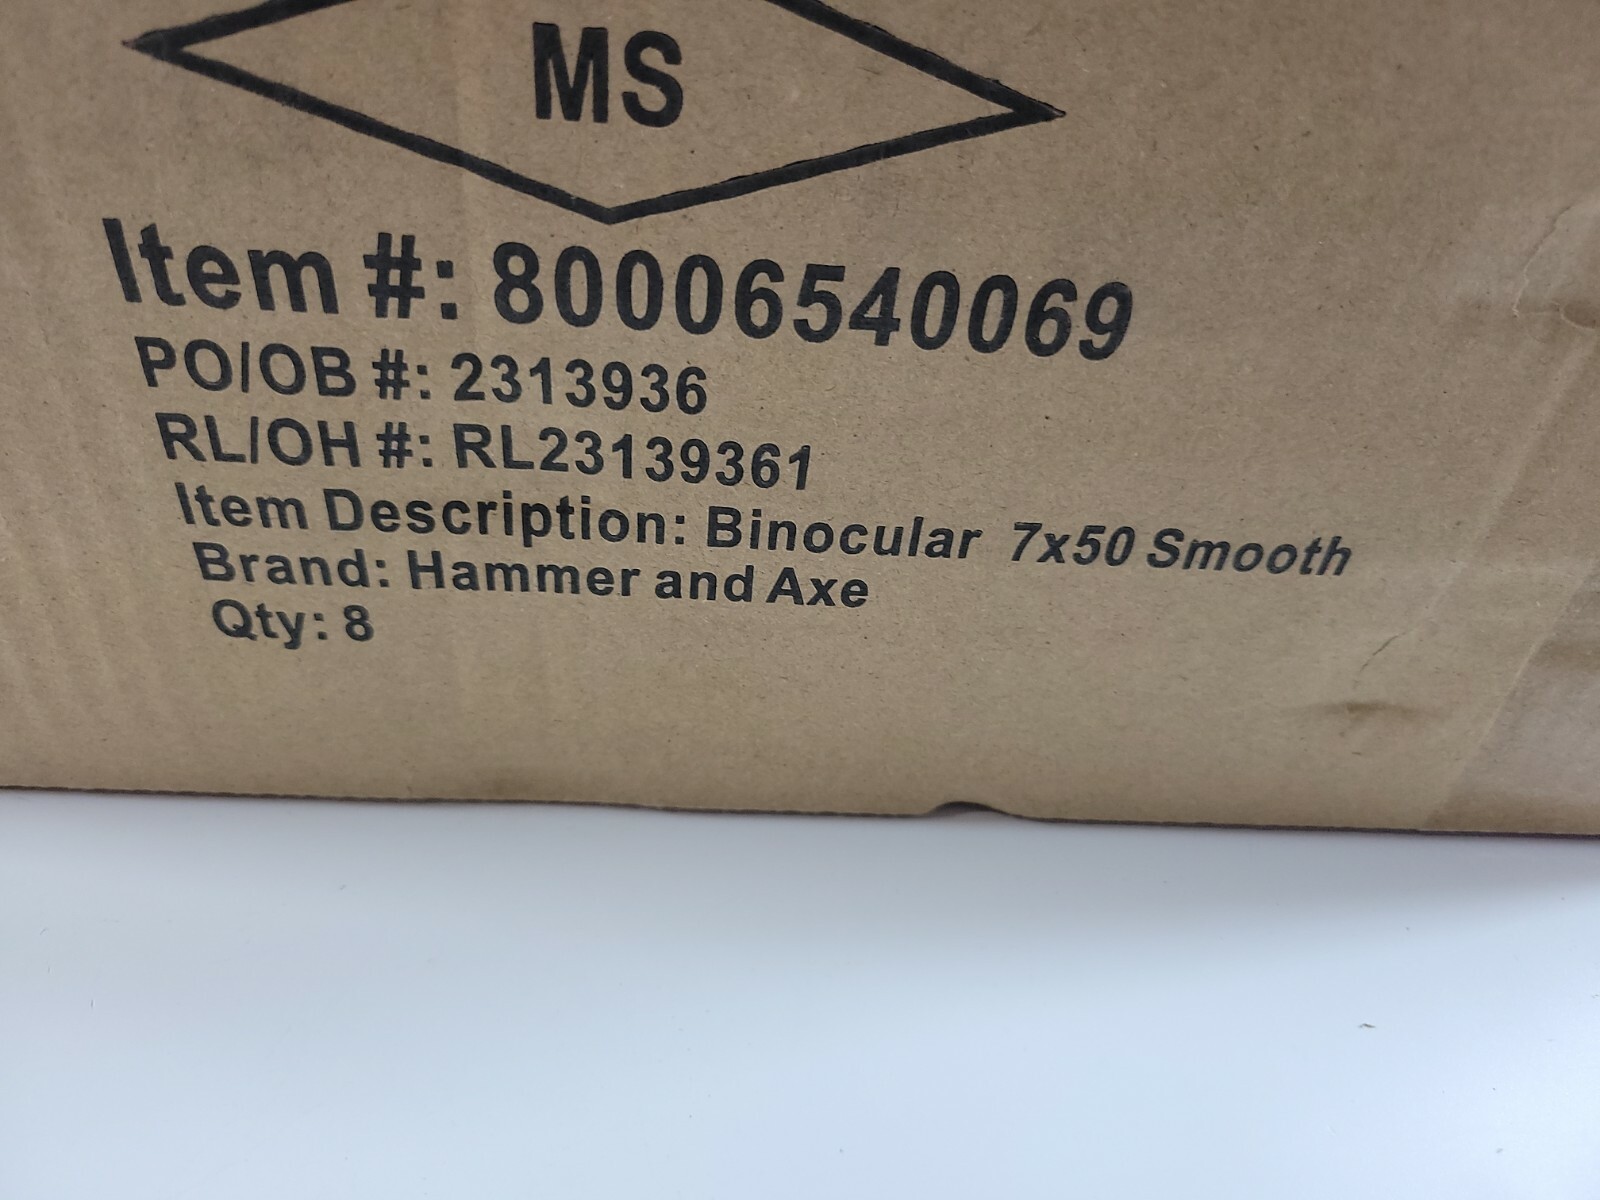 MS
Item #: 80006540069
PO/OB #: 2313936
RL/OH #: RL23139361
Item Description: Binocular 7x50 Smooth
Brand: Hammer and Axe
Qty: 8